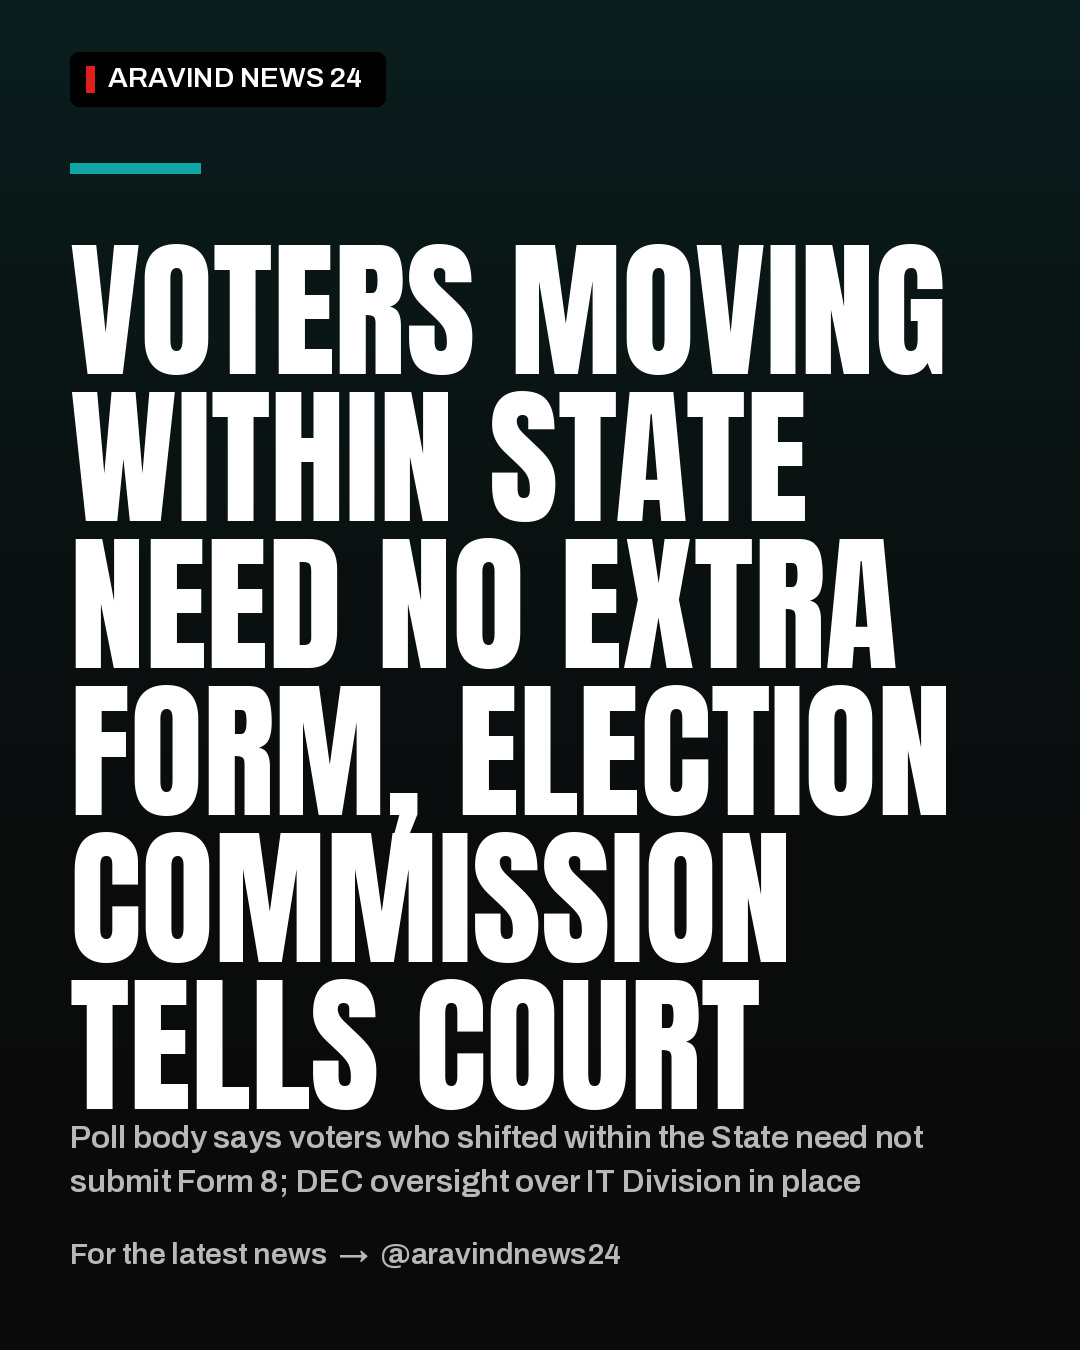 ARAVIND NEWS 24
VOTERS MOVING
WITHIN STATE
NEED NO EXTRA
FORM, ELECTION
COMMISSION
TELLS COURT
Poll body says voters who shifted within the State need not
submit Form 8; DEC oversight over IT Division in place
For the latest news → @aravindnews24